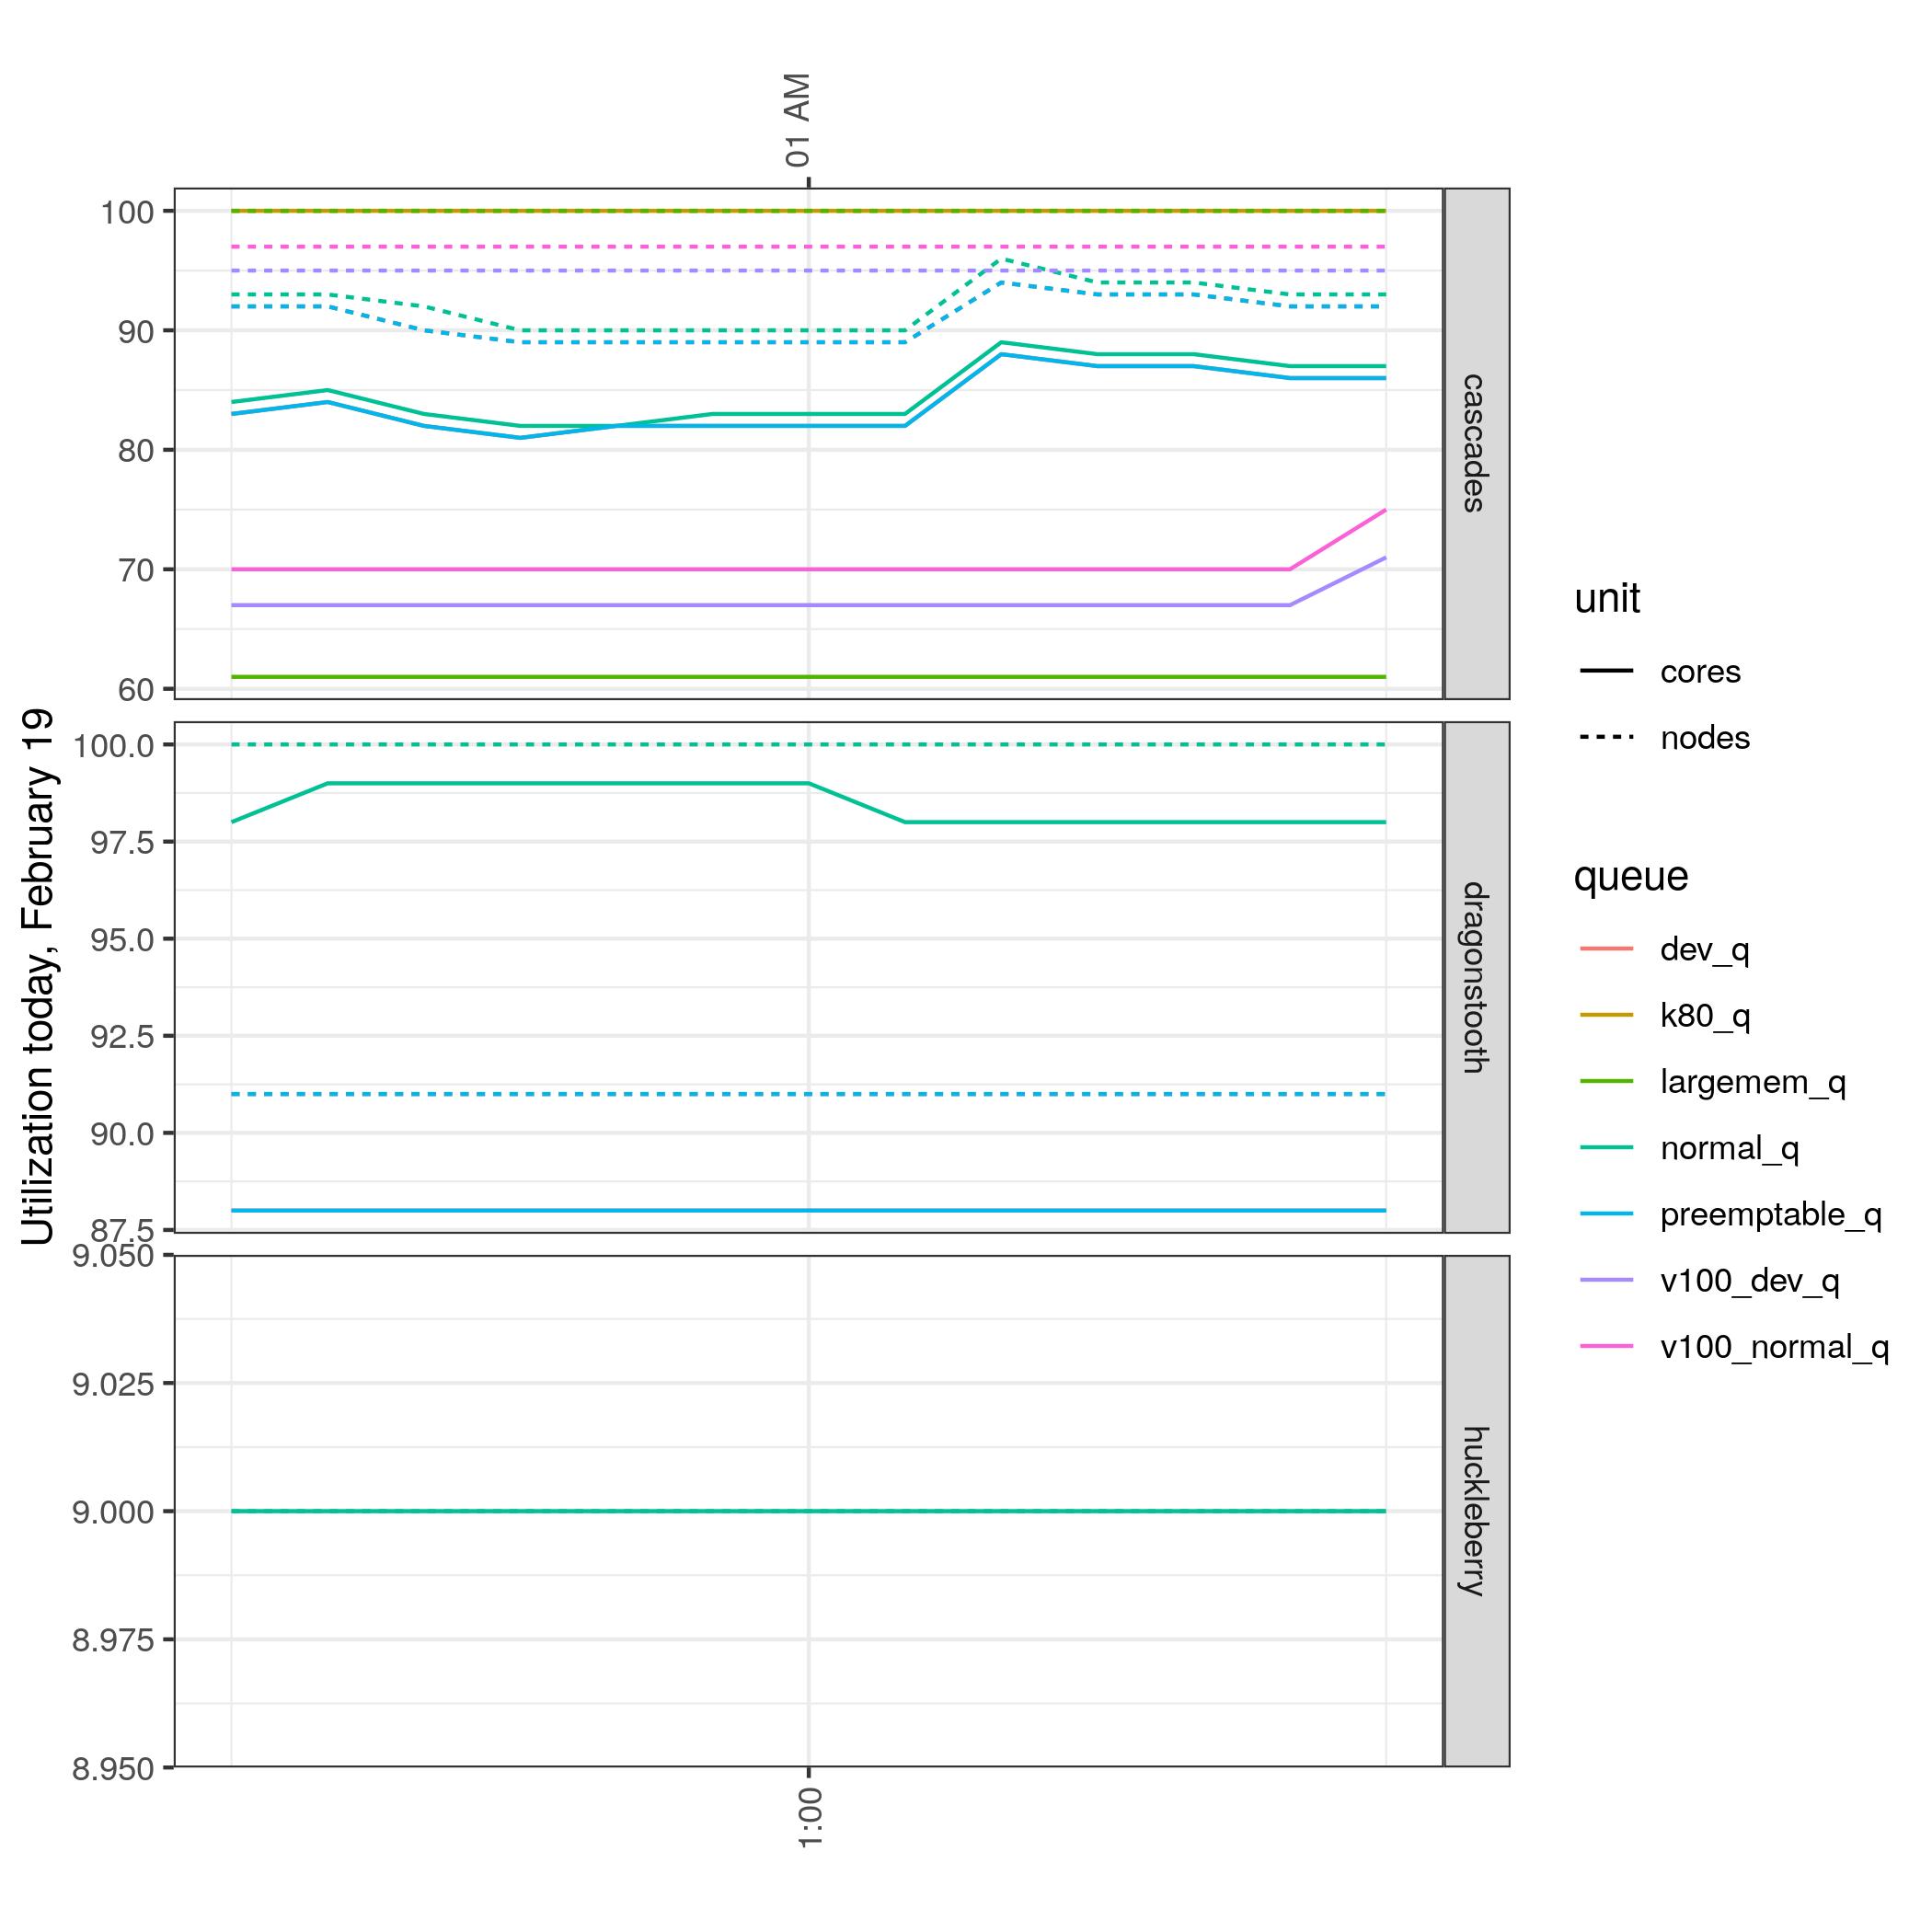 01 AM
100
90
80
70
60
cascades
Utilization today, February 19
100.0
97.5
95.0
92.5
90.0
87.5
dragonstooth
9.050
9.025
9.000
8.975
8.950
huckleberry
1:00
unit
cores
nodes
queue
dev_q
k80_q
largemem_q
normal_q
preemptable_q
v100_dev_q
v100_normal_q